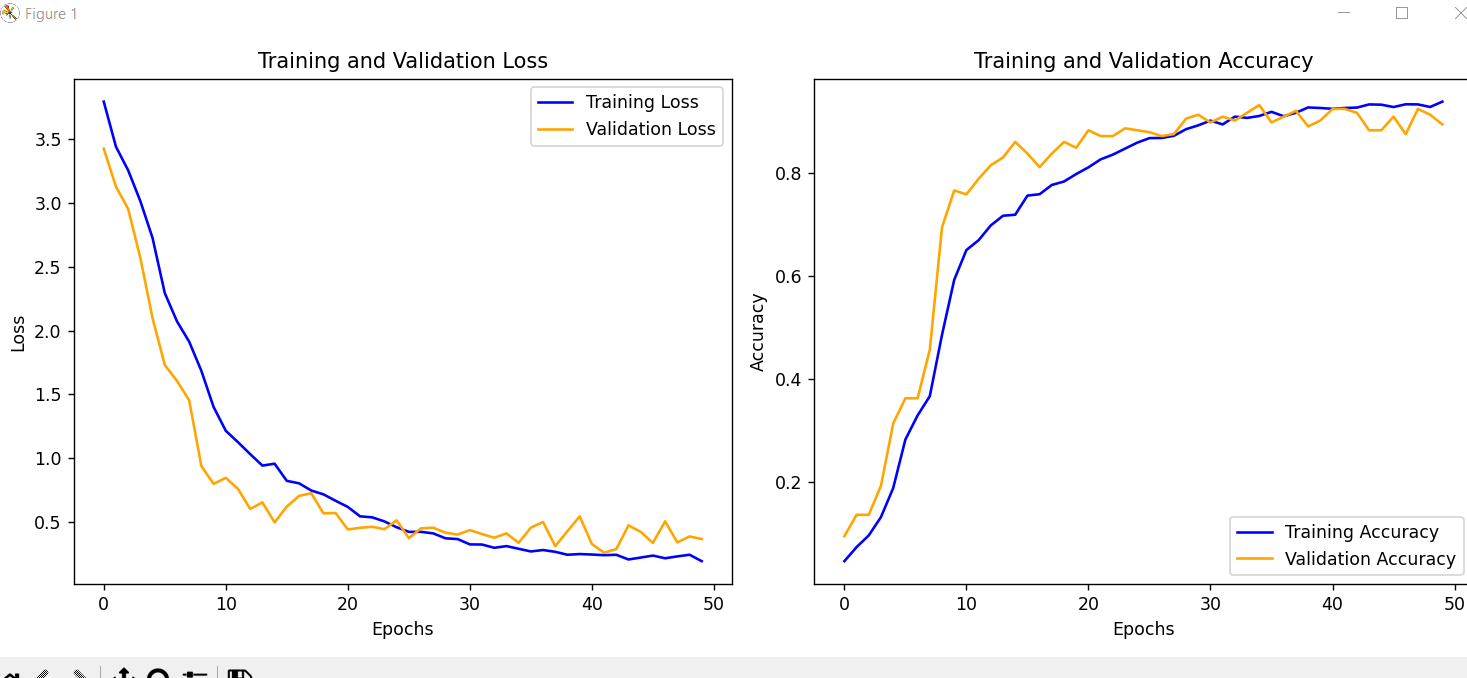 Figure 1
Training and Validation Loss
Training Loss
Validation Loss
3.5
3.0
2.5
2.0
1.5
1.0
0.5
Loss
0 10 20 30 40 50
Epochs
Training and Validation Accuracy
0.8
0.6
0.4
0.2
Accuracy
Training Accuracy
Validation Accuracy
0 10 20 30 40 50
Epochs